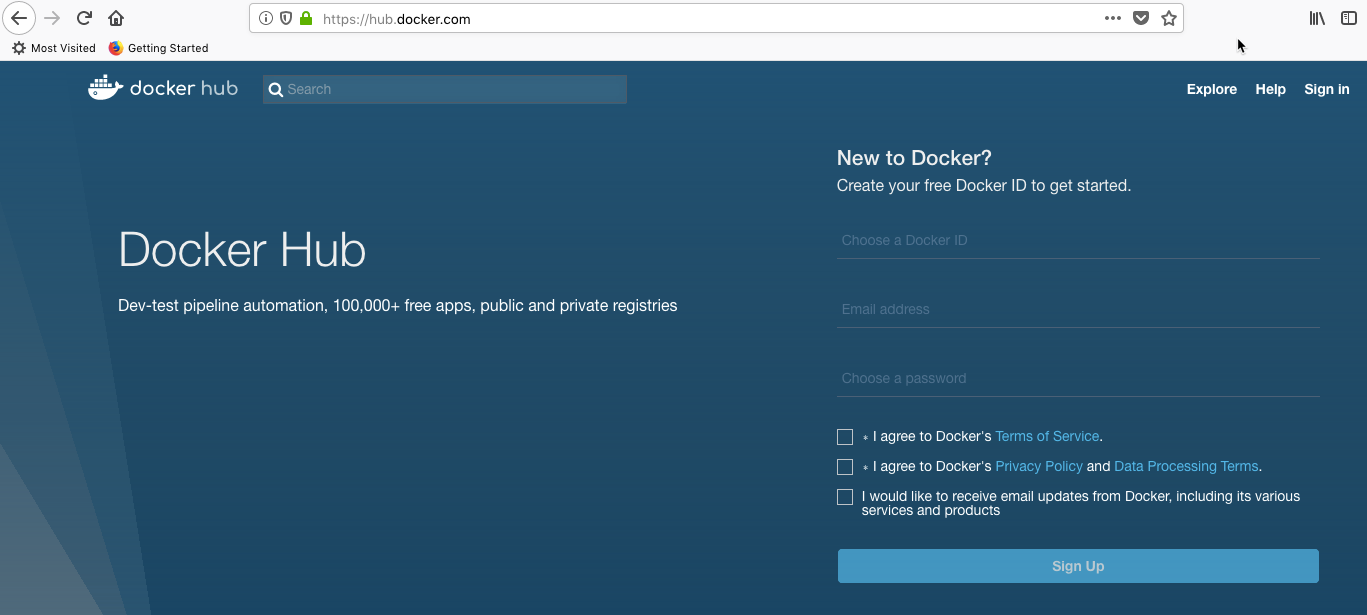 https://hub.docker.com
Most Visited Getting Started
docker hub Search Explore Help Sign in
New to Docker?
Create your free Docker ID to get started.
Choose a Docker ID
Docker Hub
Dev-test pipeline automation, 100,000+ free apps, public and private registries
Email address
Choose a password
* I agree to Docker's Terms of Service.
* I agree to Docker's Privacy Policy and Data Processing Terms.
I would like to receive email updates from Docker, including its various
services and products
Sign Up